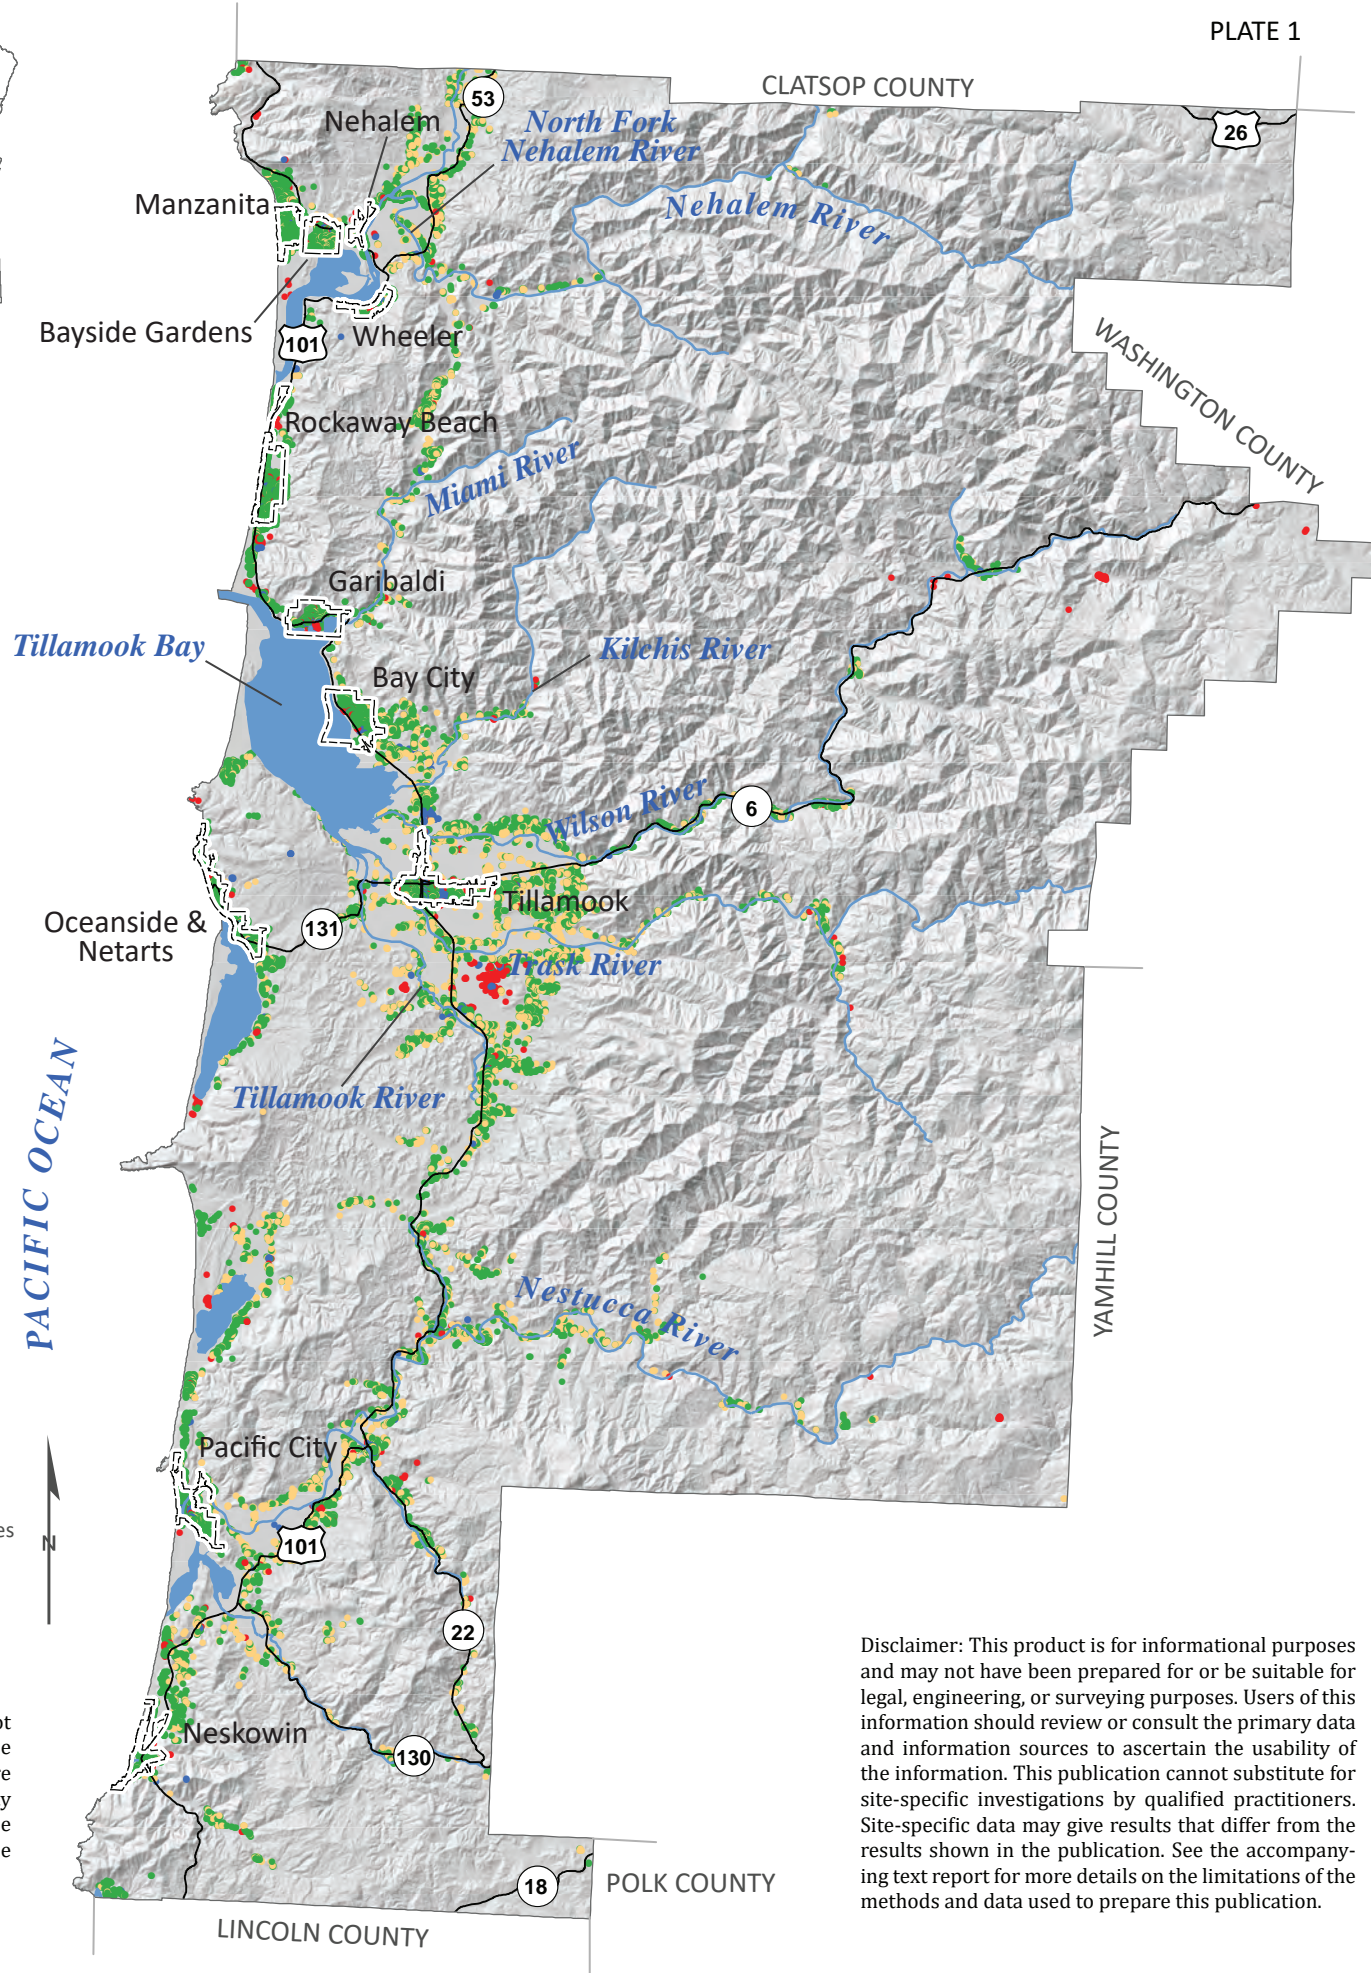 PLATE 1
CLATSOP COUNTY
53
26
Nehalem
North Fork
Nehalem River
Manzanita
Nehalem River
Bayside Gardens
101
Wheeler
WASHINGTON COUNTY
Rockaway Beach
Miami River
Garibaldi
Tillamook Bay
Kilchis River
Bay City
Wilson River
6
Tillamook
Oceanside &
Netarts
131
Trask River
PACIFIC OCEAN
Tillamook River
YAMHILL COUNTY
Nestucca River
Pacific City
es
N
101
22
Neskowin
130
ot
e
re
y
e
e
18
POLK COUNTY
LINCOLN COUNTY
Disclaimer: This product is for informational purposes
and may not have been prepared for or be suitable for
legal, engineering, or surveying purposes. Users of this
information should review or consult the primary data
and information sources to ascertain the usability of
the information. This publication cannot substitute for
site-specific investigations by qualified practitioners.
Site-specific data may give results that differ from the
results shown in the publication. See the accompany-
ing text report for more details on the limitations of the
methods and data used to prepare this publication.